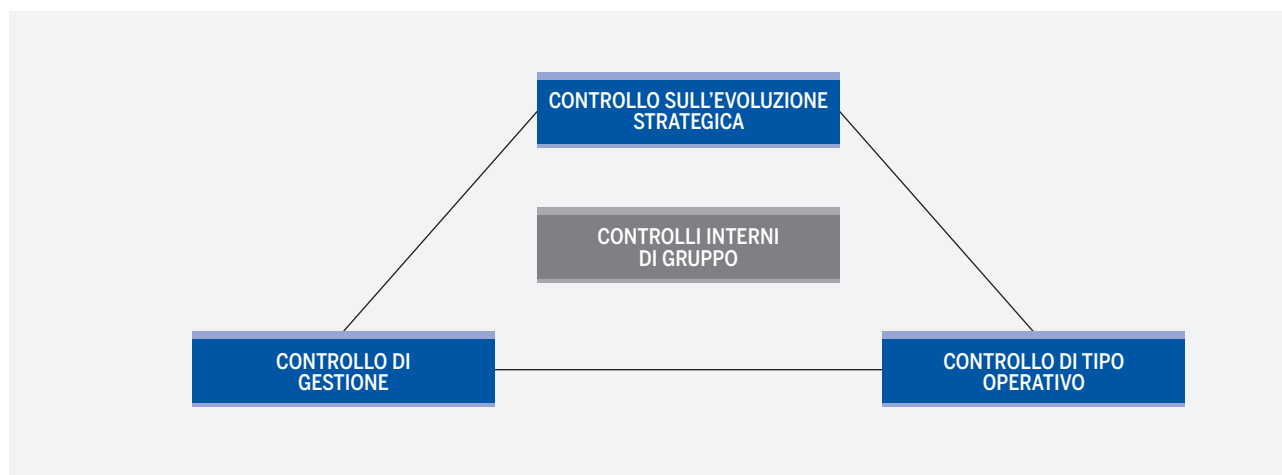 CONTROLLO SULL'EVOLUZIONE
STRATEGICA
CONTROLLI INTERNI
DI GRUPPO
CONTROLLO DI
GESTIONE
CONTROLLO DI TIPO
OPERATIVO